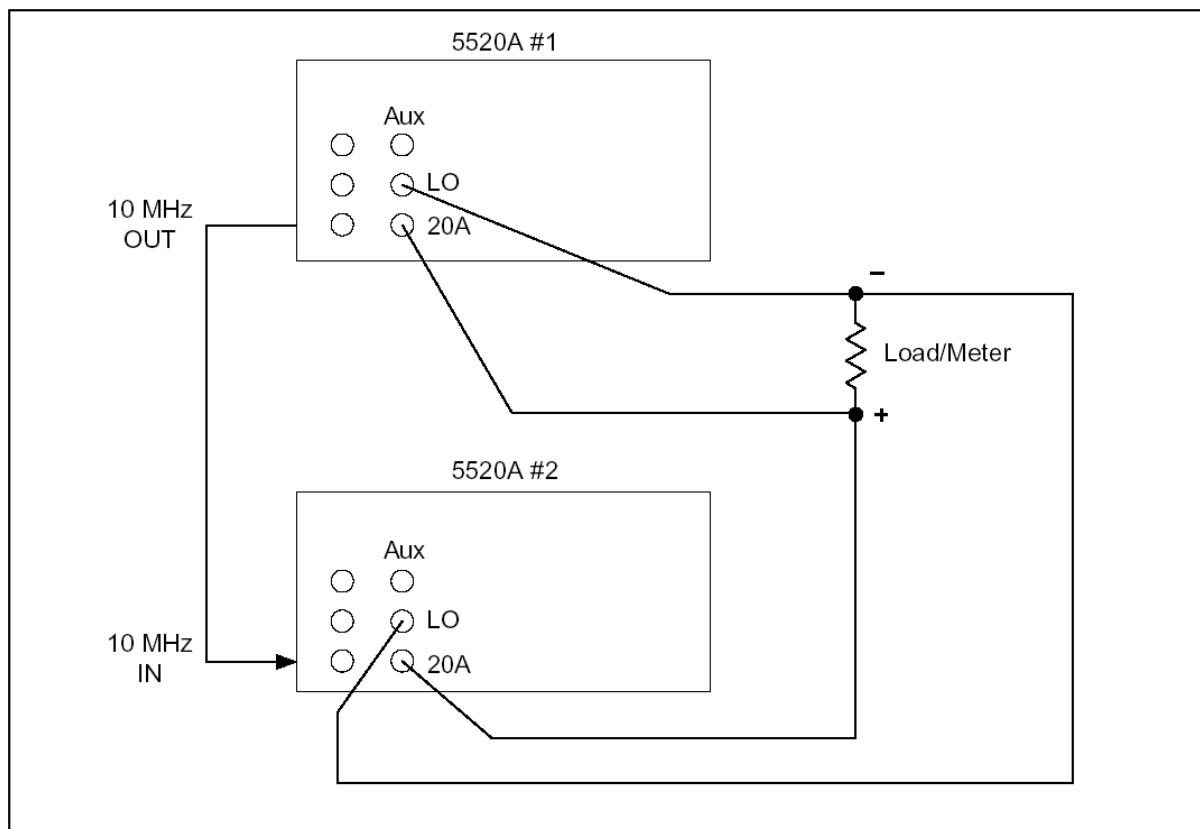 5520A #1
Aux
LO
20A
10 MHz
OUT
−
Load/Meter
+
5520A #2
Aux
LO
20A
10 MHz
IN